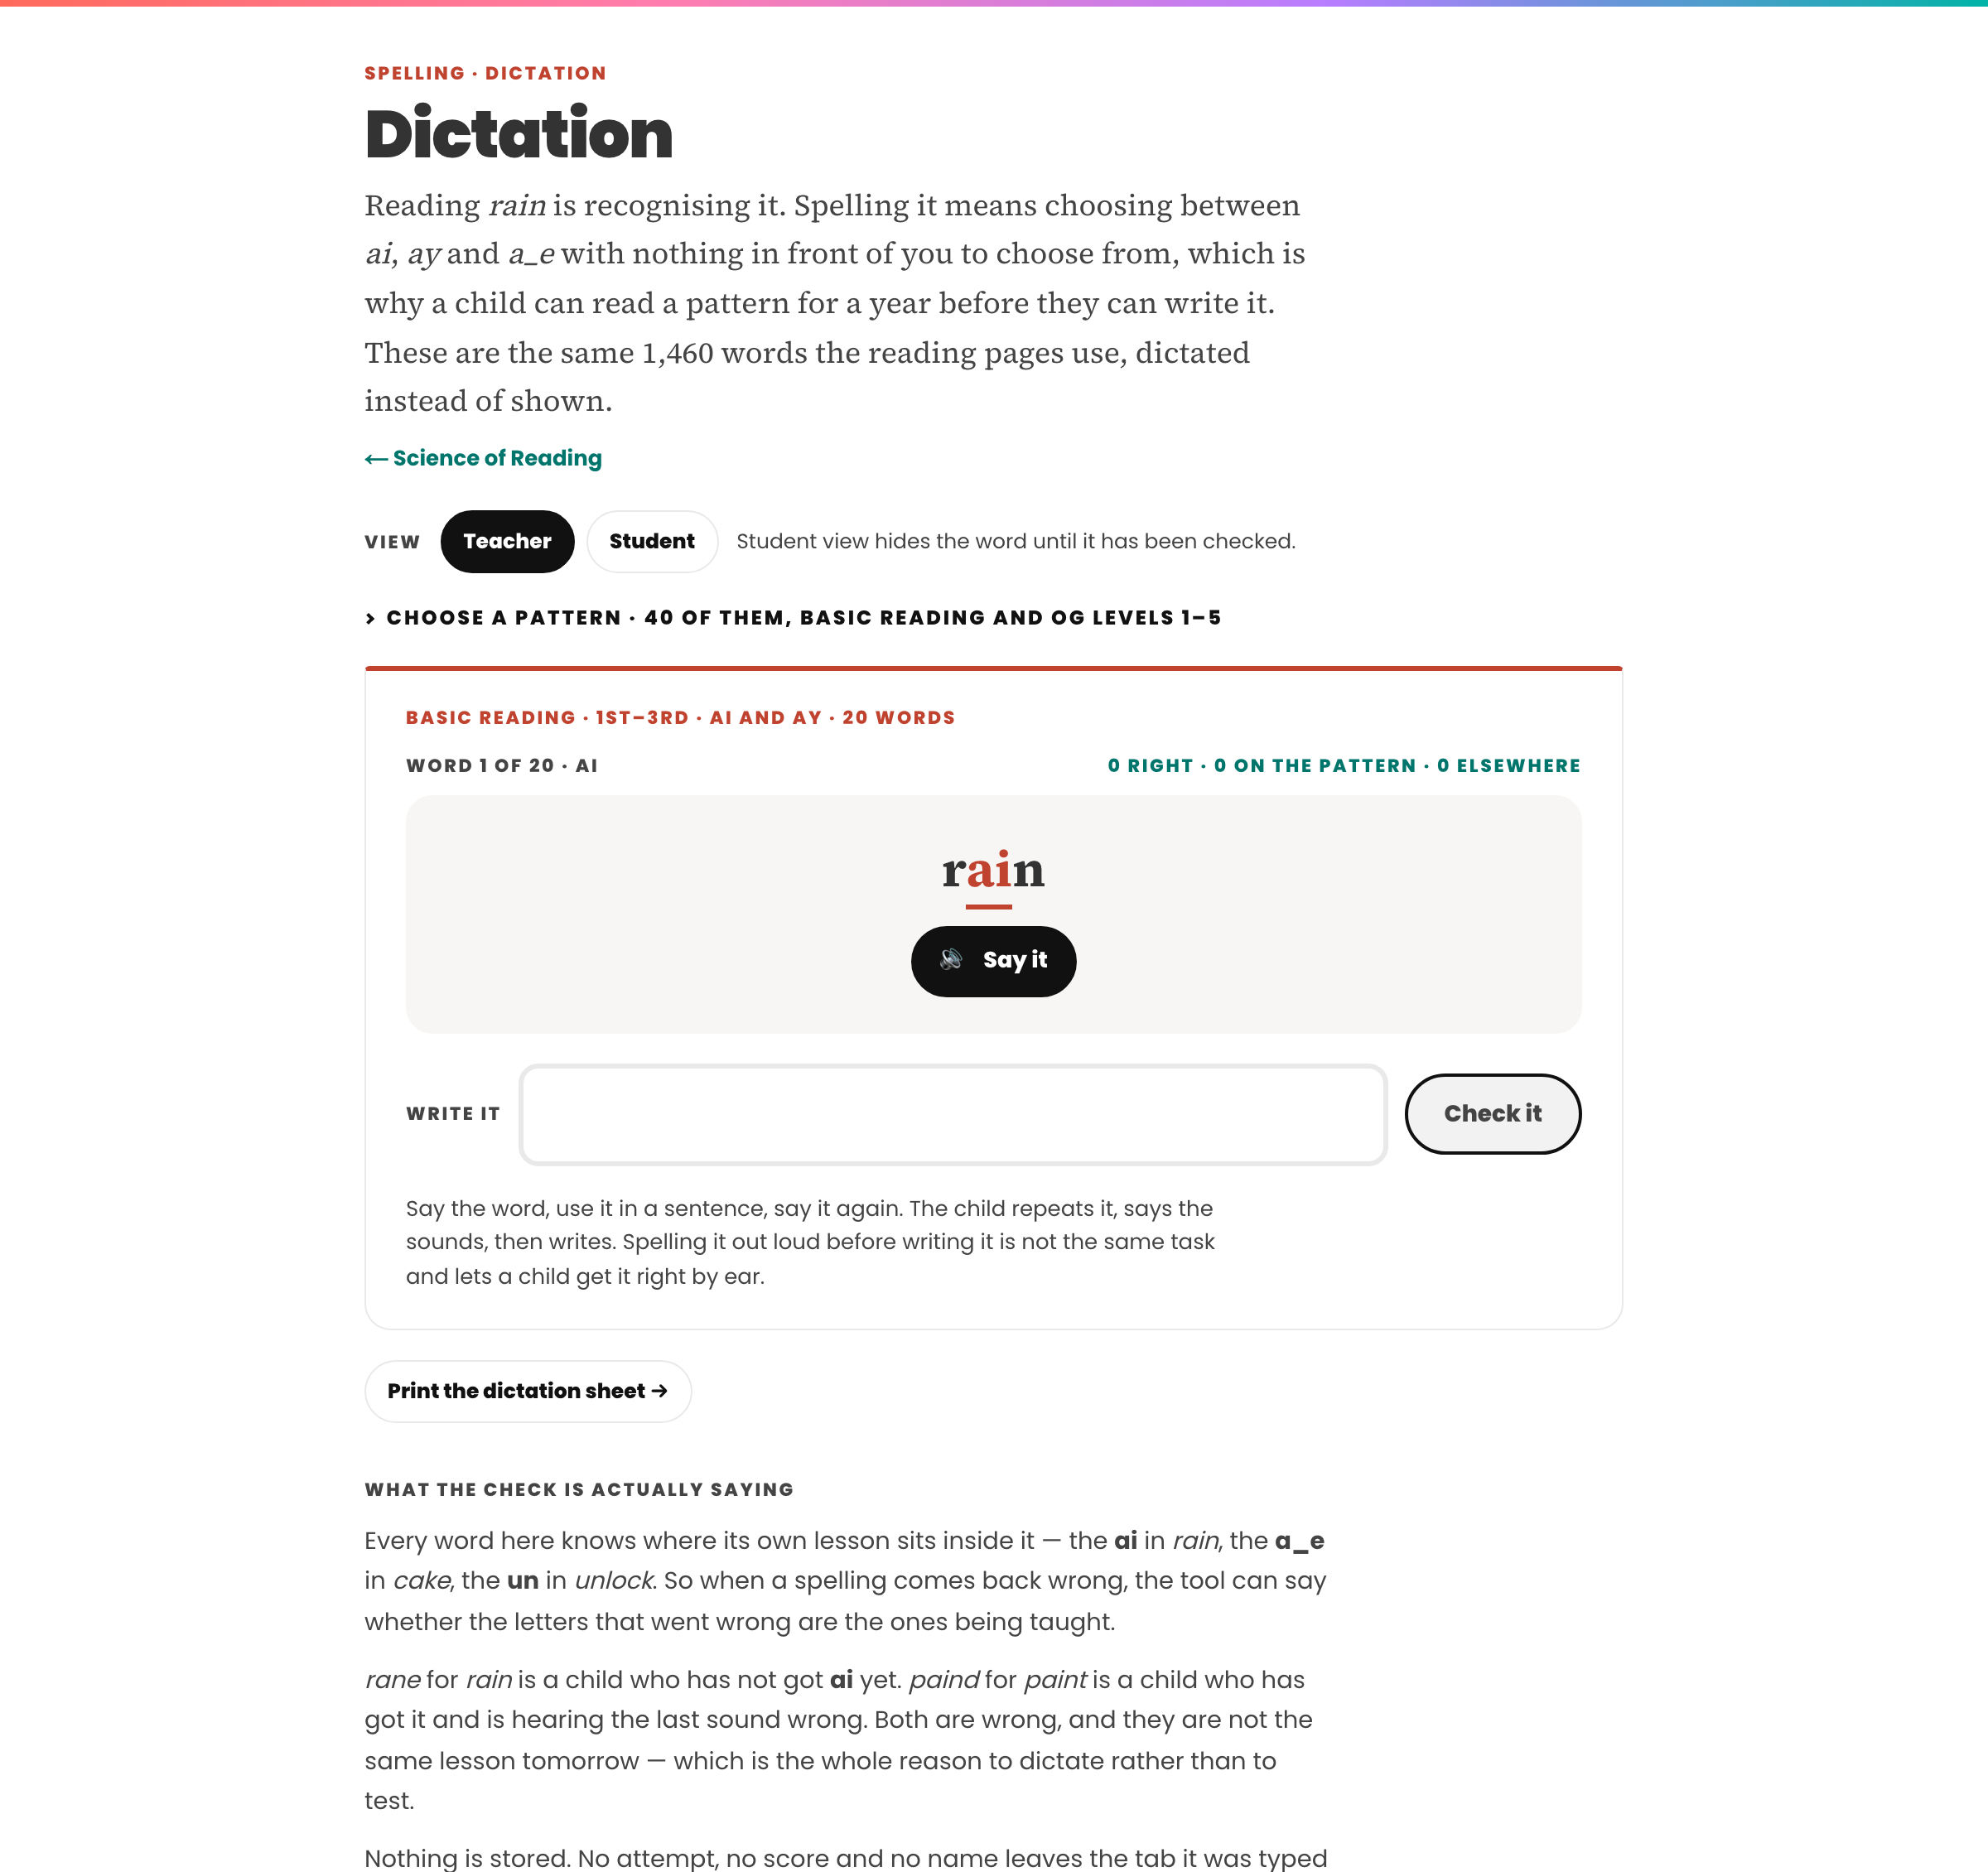 SPELLING · DICTATION
Dictation
Reading rain is recognising it. Spelling it means choosing between
ai, ay and a_e with nothing in front of you to choose from, which is
why a child can read a pattern for a year before they can write it.
These are the same 1,460 words the reading pages use, dictated
instead of shown.
← Science of Reading
VIEW Teacher Student Student view hides the word until it has been checked.
› CHOOSE A PATTERN · 40 OF THEM, BASIC READING AND OG LEVELS 1–5
BASIC READING · 1ST–3RD · AI AND AY · 20 WORDS
WORD 1 OF 20 · AI 0 RIGHT · 0 ON THE PATTERN · 0 ELSEWHERE
rain
🔊 Say it
WRITE IT Check it
Say the word, use it in a sentence, say it again. The child repeats it, says the
sounds, then writes. Spelling it out loud before writing it is not the same task
and lets a child get it right by ear.
Print the dictation sheet →
WHAT THE CHECK IS ACTUALLY SAYING
Every word here knows where its own lesson sits inside it — the ai in rain, the a_e
in cake, the un in unlock. So when a spelling comes back wrong, the tool can say
whether the letters that went wrong are the ones being taught.
rane for rain is a child who has not got ai yet. paind for paint is a child who has
got it and is hearing the last sound wrong. Both are wrong, and they are not the
same lesson tomorrow — which is the whole reason to dictate rather than to
test.
Nothing is stored. No attempt, no score and no name leaves the tab it was typed